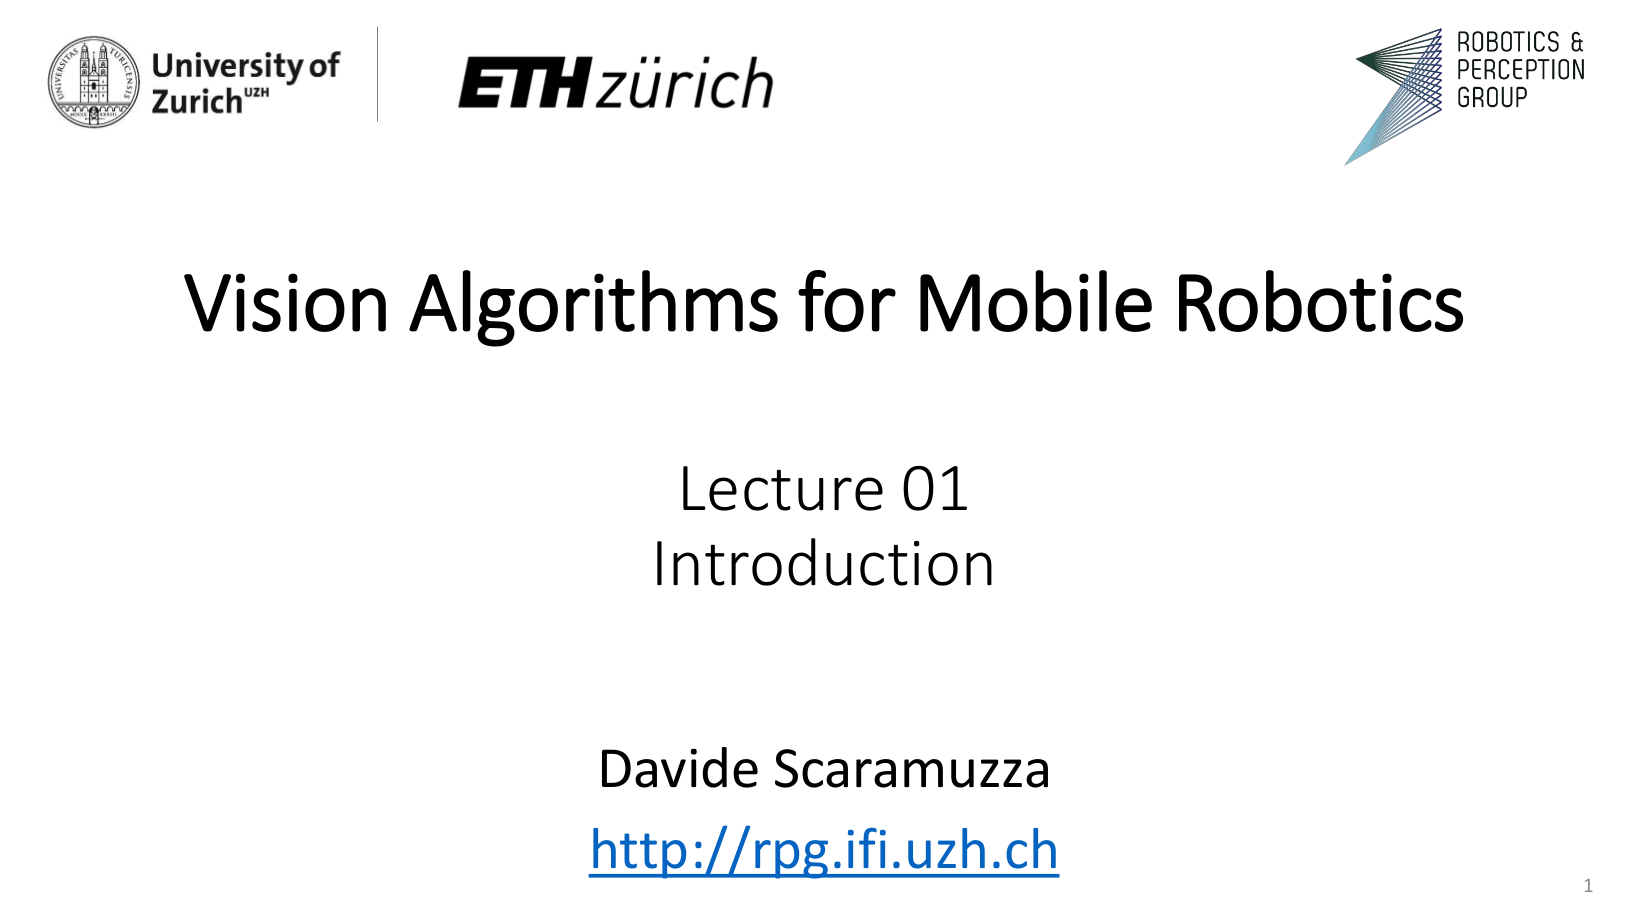 University of
Zurich UZH
ETH zürich
ROBOTICS &
PERCEPTION
GROUP
Vision Algorithms for Mobile Robotics
Lecture 01
Introduction
Davide Scaramuzza
http://rpg.ifi.uzh.ch
1